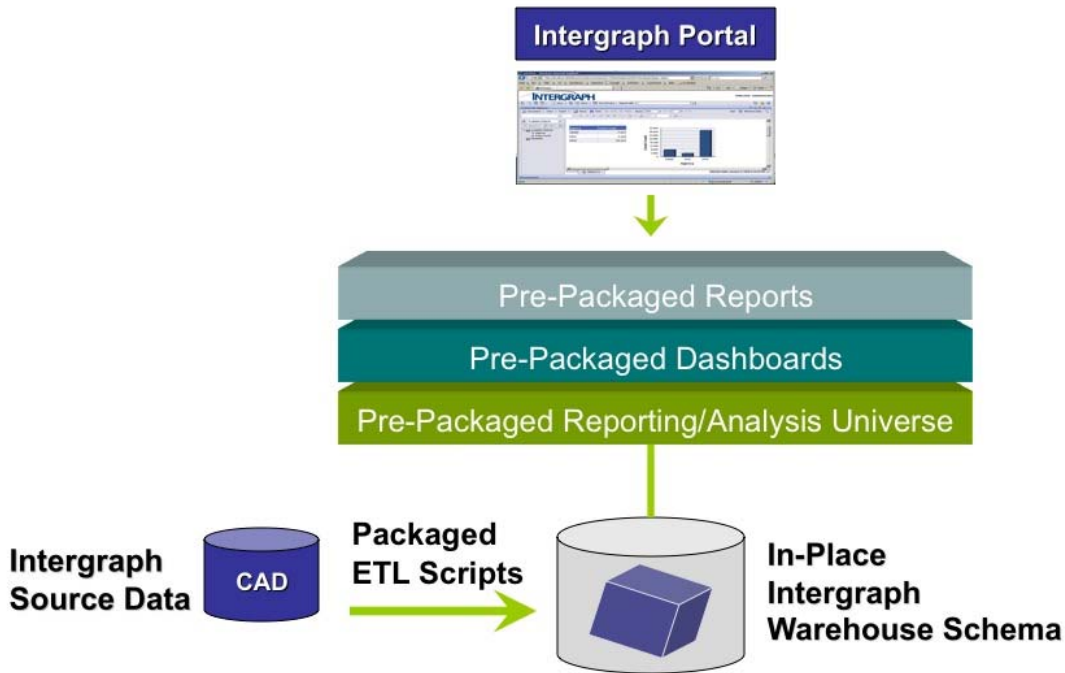 Intergraph Portal
INTERGRAPH
Pre-Packaged Reports
Pre-Packaged Dashboards
Pre-Packaged Reporting/Analysis Universe
Intergraph
Source Data
CAD
Packaged
ETL Scripts
In-Place
Intergraph
Warehouse Schema